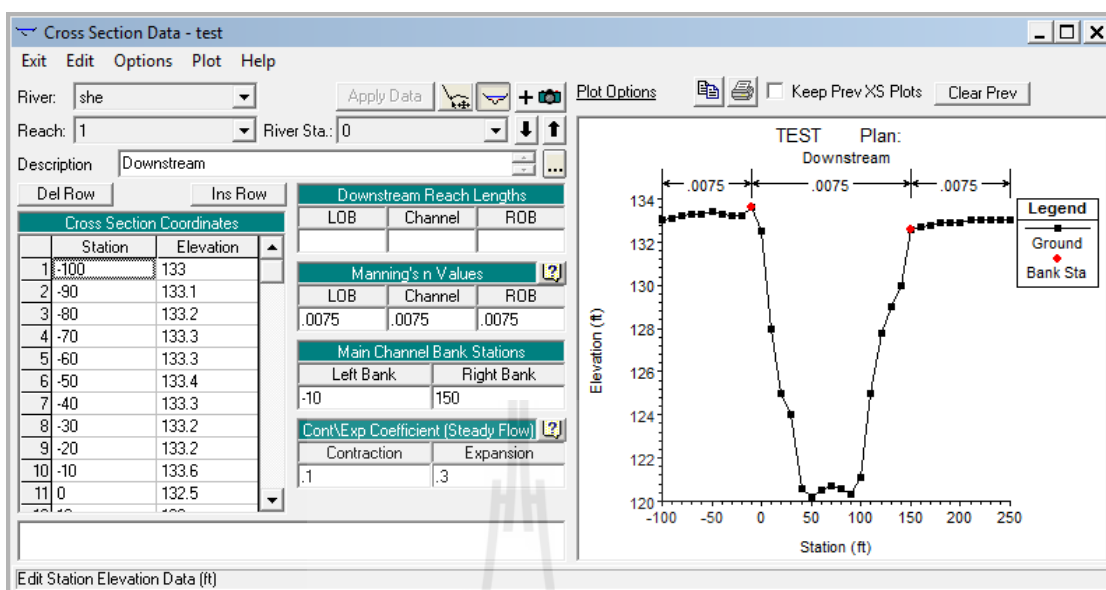 Cross Section Data - test
Exit Edit Options Plot Help
River: she Apply Data + Plot Options Keep Prev XS Plots Clear Prev
Reach: 1 River Sta.: 0
Description Downstream ...
Del Row Ins Row
Cross Section Coordinates
Station Elevation
1 -100 133
2 -90 133.1
3 -80 133.2
4 -70 133.3
5 -60 133.3
6 -50 133.4
7 -40 133.3
8 -30 133.2
9 -20 133.2
10 -10 133.6
11 0 132.5
Downstream Reach Lengths
LOB Channel ROB
Manning's n Values
LOB Channel ROB
.0075 .0075 .0075
Main Channel Bank Stations
Left Bank Right Bank
-10 150
Cont\Exp Coefficient (Steady Flow)
Contraction Expansion
.1 .3
TEST Plan:
Downstream
.0075 .0075 .0075
134
132
130
128
126
124
122
120
Elevation (ft)
-100 -50 0 50 100 150 200 250
Station (ft)
Legend
Ground
Bank Sta
Edit Station Elevation Data (ft)